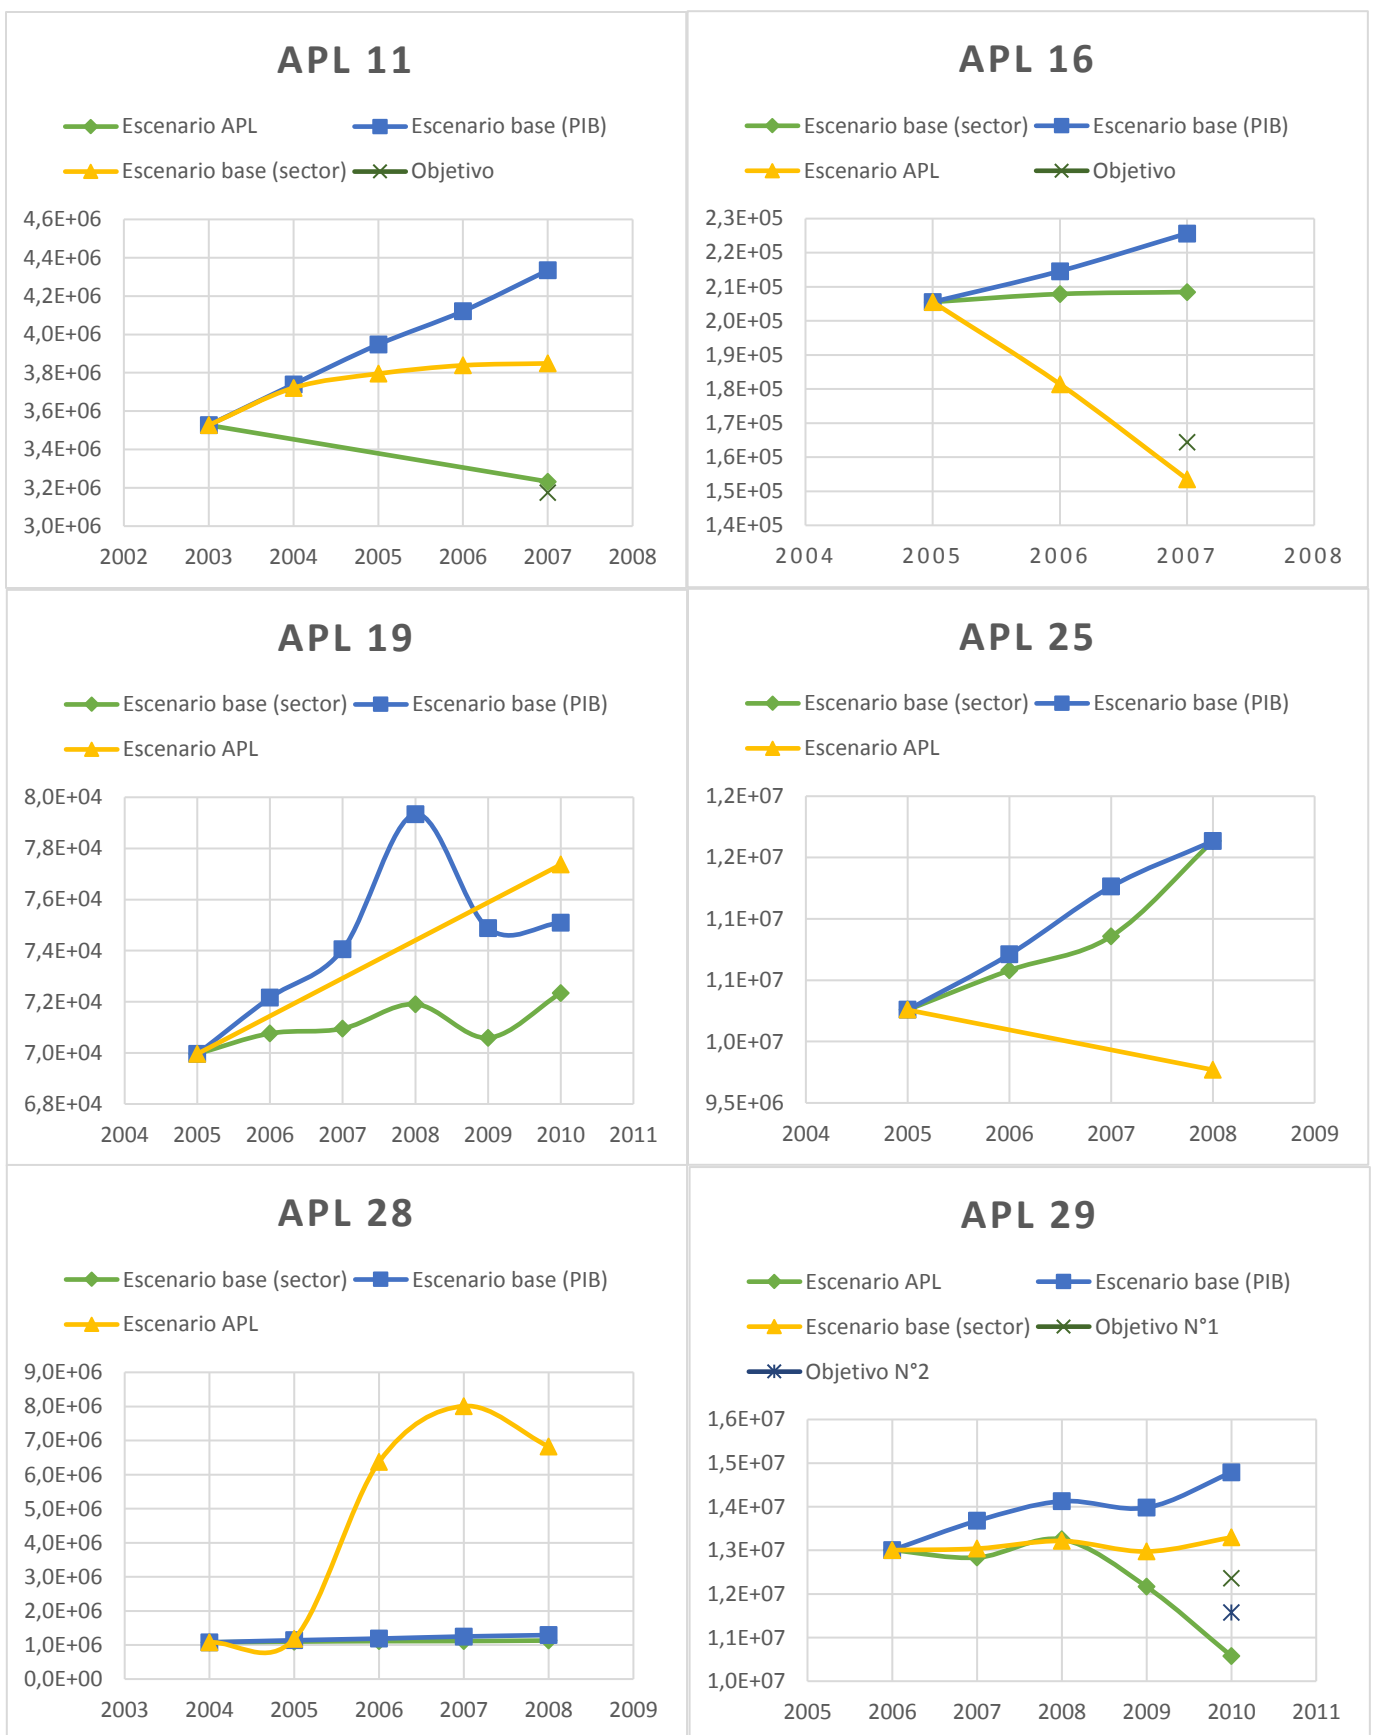 APL 11
Escenario APL
Escenario base (PIB)
Escenario base (sector)
Objetivo
4,6E+06
4,4E+06
4,2E+06
4,0E+06
3,8E+06
3,6E+06
3,4E+06
3,2E+06
3,0E+06
2002 2003 2004 2005 2006 2007 2008
APL 16
Escenario base (sector)
Escenario base (PIB)
Escenario APL
Objetivo
2,3E+05
2,2E+05
2,1E+05
2,0E+05
1,9E+05
1,8E+05
1,7E+05
1,6E+05
1,5E+05
1,4E+05
2004 2005 2006 2007 2008
APL 19
Escenario base (sector)
Escenario base (PIB)
Escenario APL
8,0E+04
7,8E+04
7,6E+04
7,4E+04
7,2E+04
7,0E+04
6,8E+04
2004 2005 2006 2007 2008 2009 2010 2011
APL 25
Escenario base (sector)
Escenario base (PIB)
Escenario APL
1,2E+07
1,2E+07
1,1E+07
1,1E+07
1,0E+07
9,5E+06
2004 2005 2006 2007 2008 2009
APL 28
Escenario base (sector)
Escenario base (PIB)
Escenario APL
9,0E+06
8,0E+06
7,0E+06
6,0E+06
5,0E+06
4,0E+06
3,0E+06
2,0E+06
1,0E+06
0,0E+00
2003 2004 2005 2006 2007 2008 2009
APL 29
Escenario APL
Escenario base (PIB)
Escenario base (sector)
Objetivo N°1
Objetivo N°2
1,6E+07
1,5E+07
1,4E+07
1,3E+07
1,2E+07
1,1E+07
1,0E+07
2005 2006 2007 2008 2009 2010 2011